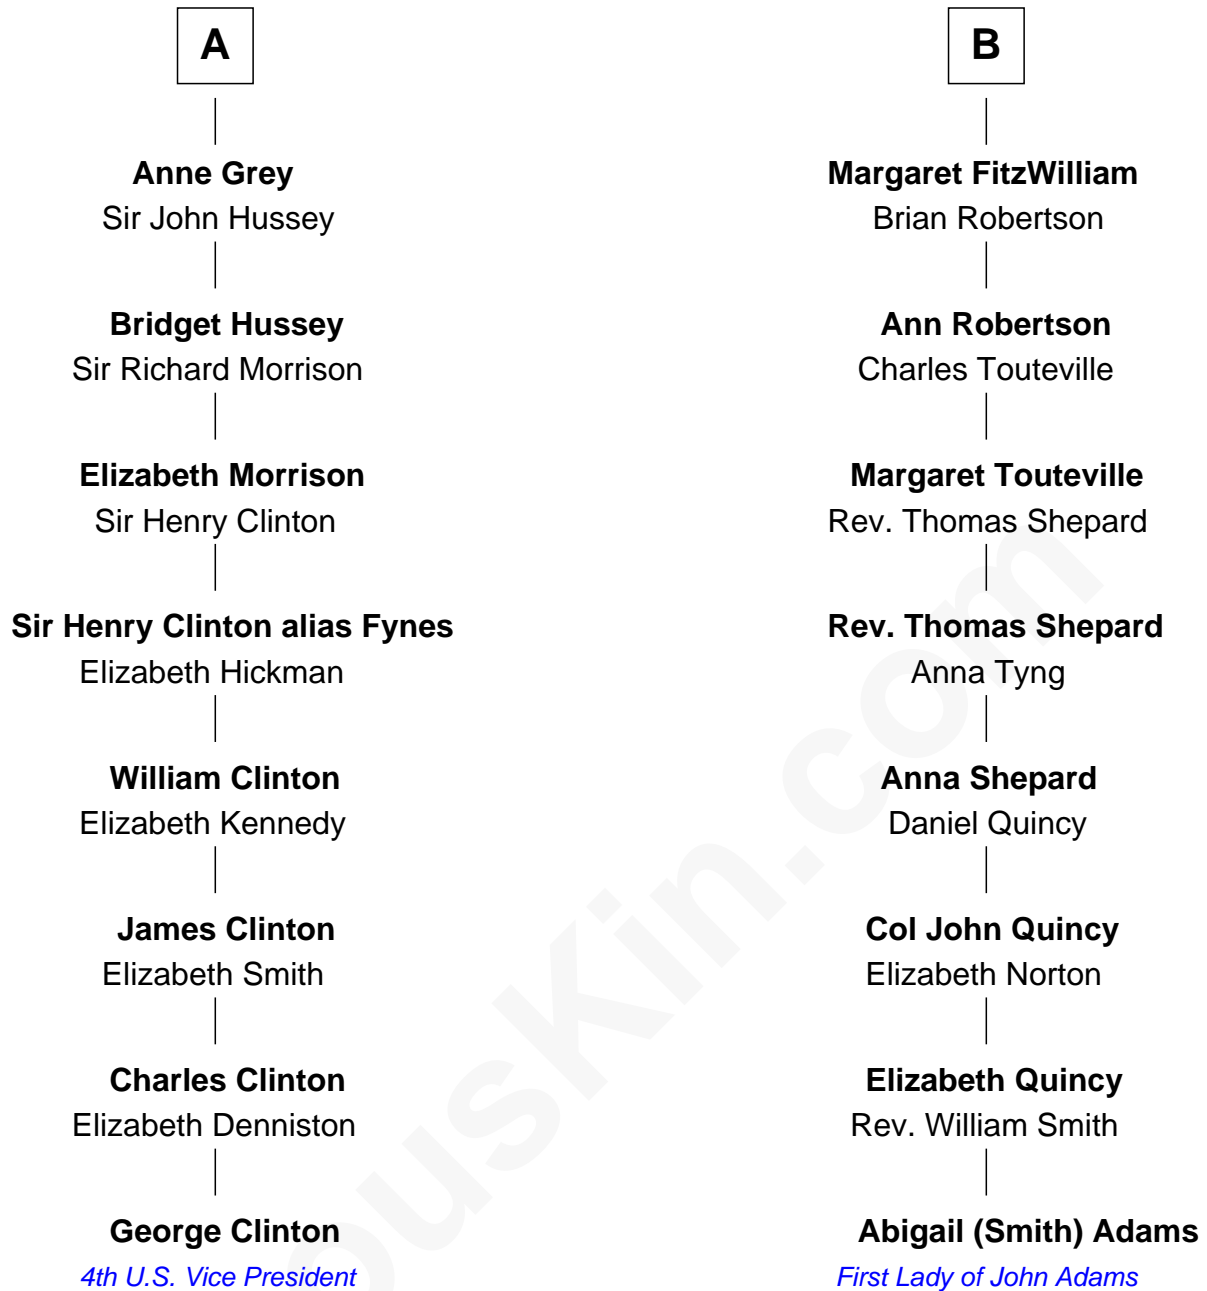 A
Anne Grey
Sir John Hussey
Bridget Hussey
Sir Richard Morrison
Elizabeth Morrison
Sir Henry Clinton
Sir Henry Clinton alias Fynes
Elizabeth Hickman
William Clinton
Elizabeth Kennedy
James Clinton
Elizabeth Smith
Charles Clinton
Elizabeth Denniston
George Clinton
4th U.S. Vice President
B
Margaret FitzWilliam
Brian Robertson
Ann Robertson
Charles Touteville
Margaret Touteville
Rev. Thomas Shepard
Rev. Thomas Shepard
Anna Tyng
Anna Shepard
Daniel Quincy
Col John Quincy
Elizabeth Norton
Elizabeth Quincy
Rev. William Smith
Abigail (Smith) Adams
First Lady of John Adams
ousKin.com